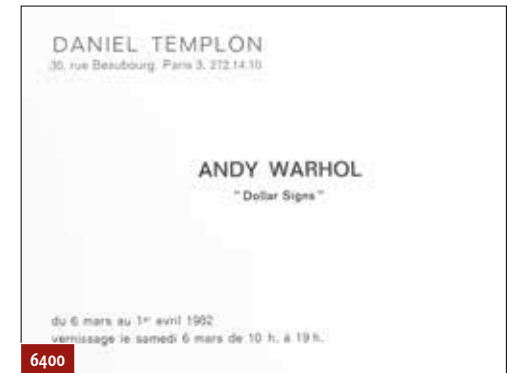 DANIEL TEMPLON
30, rue Beaubourg. Paris 3. 272.14.10
ANDY WARHOL
"Dollar Signs"
du 6 mars au 1er avril 1982
vernissage le samedi 6 mars de 10 h. à 19 h.
6400